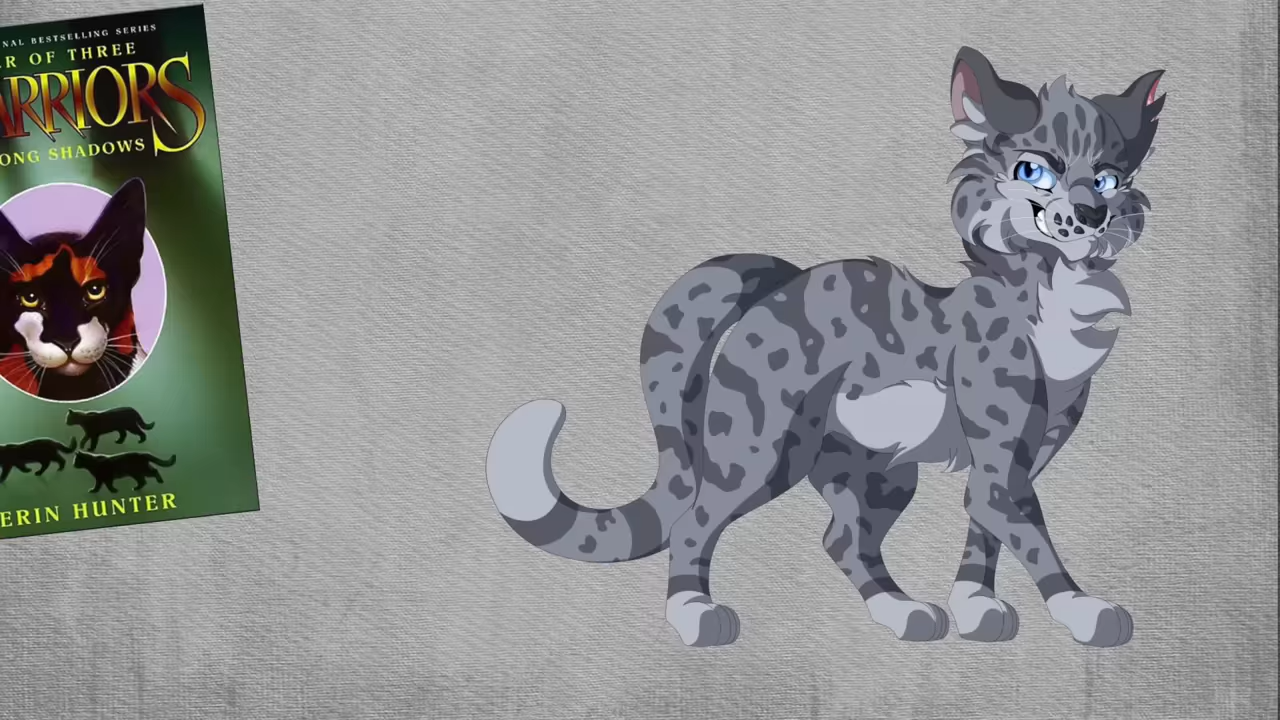 NAL BESTSELLING SERIES
R OF THREE
ARRIORS
ONG SHADOWS
ERIN HUNTER